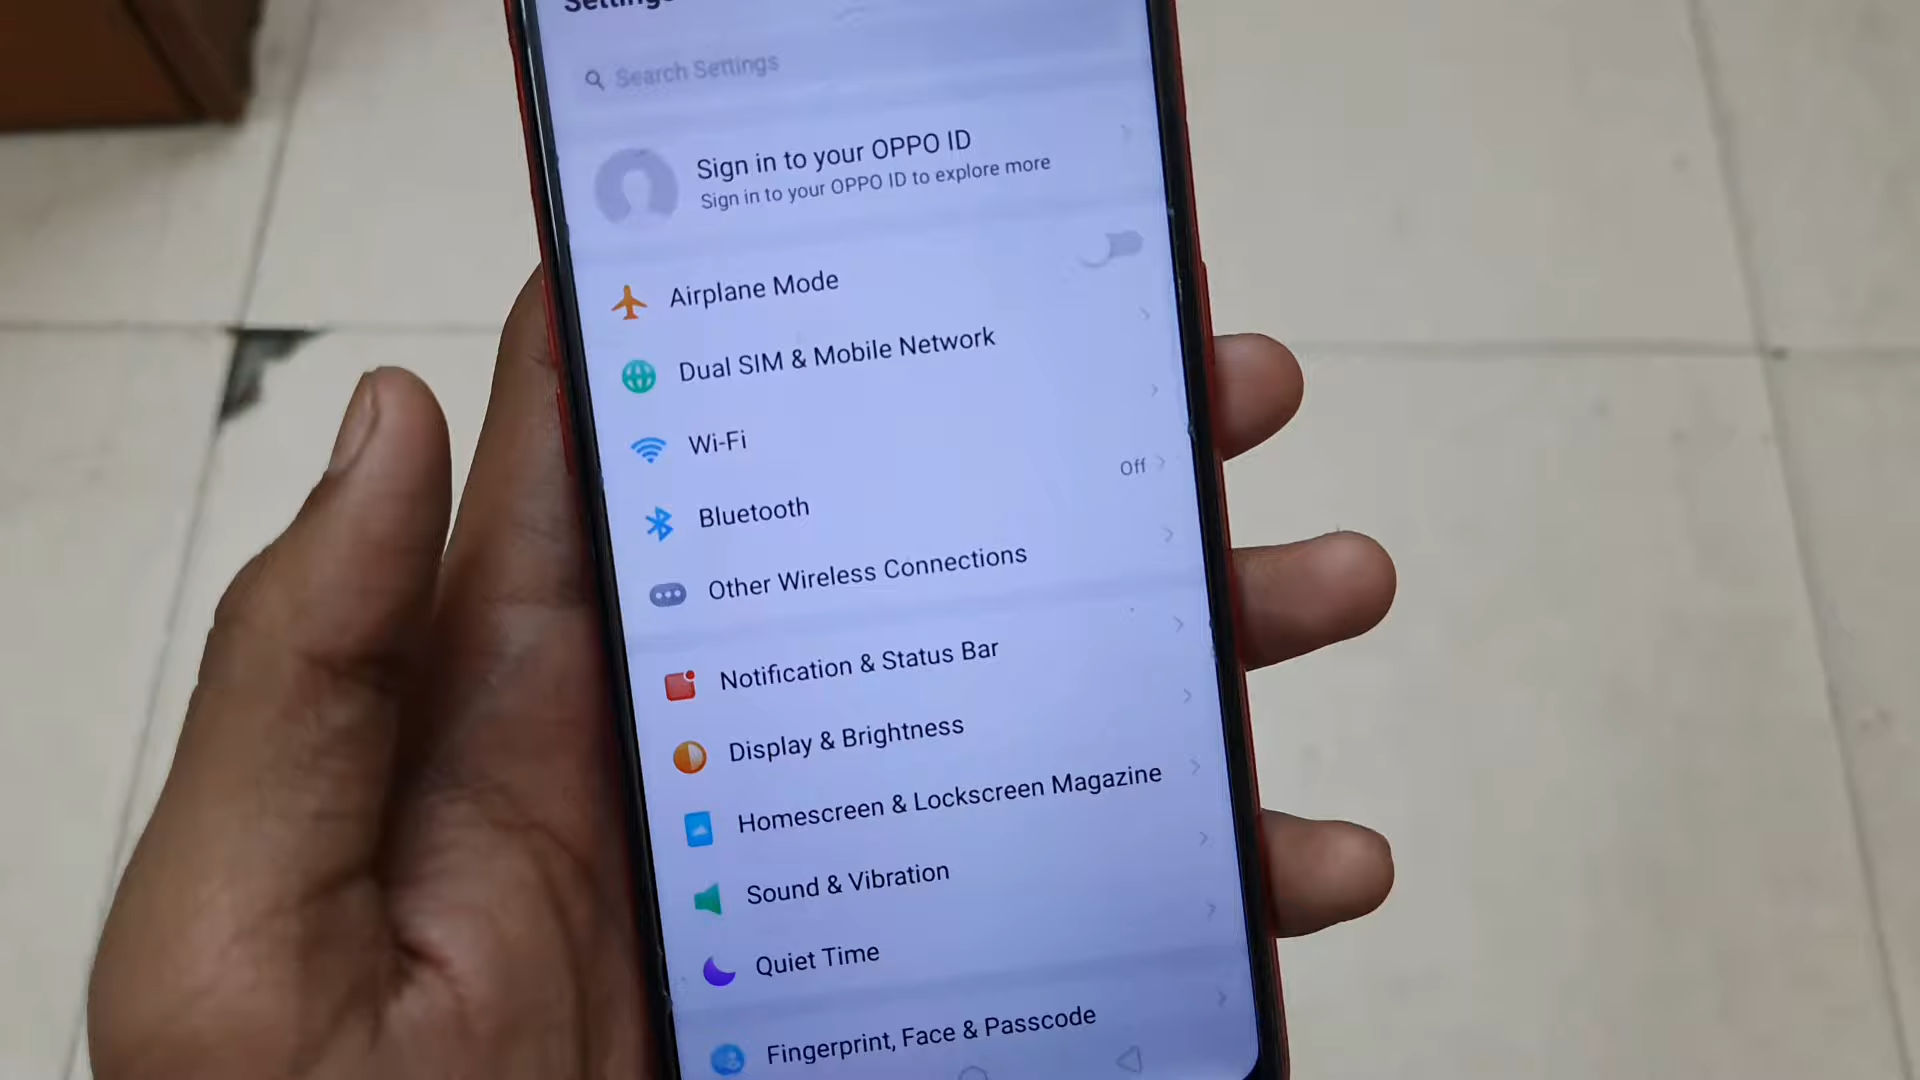 Settings
Search Settings
Sign in to your OPPO ID
Sign in to your OPPO ID to explore more
Airplane Mode
Dual SIM & Mobile Network
Wi-Fi
Bluetooth
Off
Other Wireless Connections
Notification & Status Bar
Display & Brightness
Homescreen & Lockscreen Magazine
Sound & Vibration
Quiet Time
Fingerprint, Face & Passcode